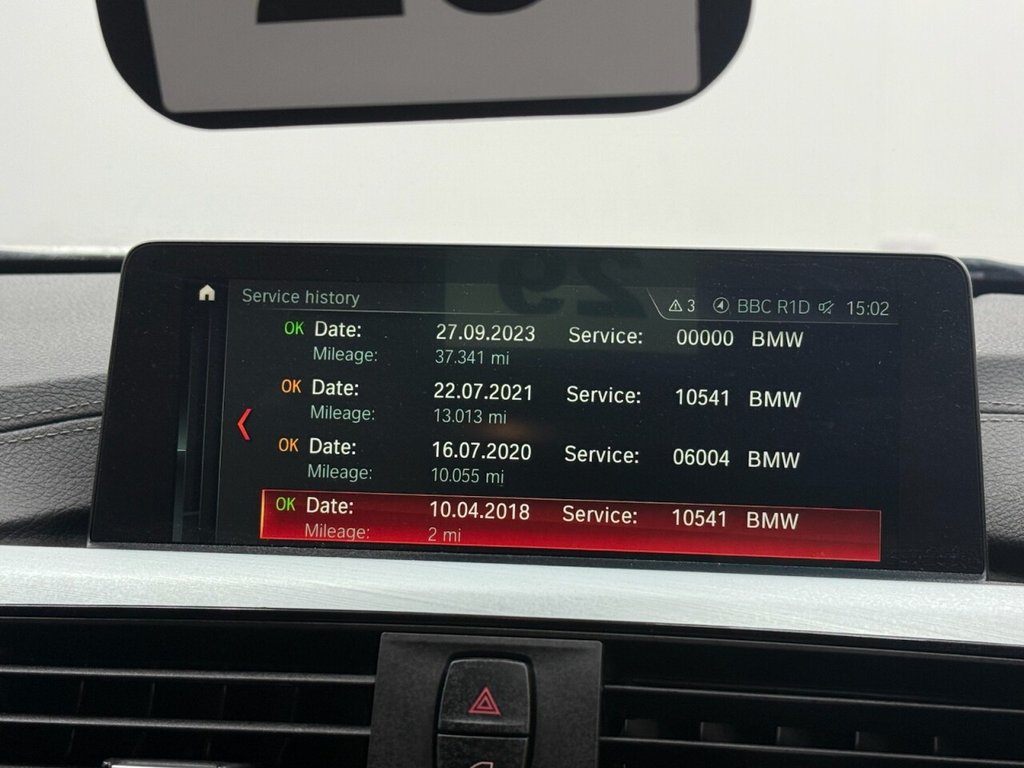 Service history
3 BBC R1D 15:02
OK Date: 27.09.2023 Service: 00000 BMW
Mileage: 37.341 mi
OK Date: 22.07.2021 Service: 10541 BMW
Mileage: 13.013 mi
OK Date: 16.07.2020 Service: 06004 BMW
Mileage: 10.055 mi
OK Date: 10.04.2018 Service: 10541 BMW
Mileage: 2 mi